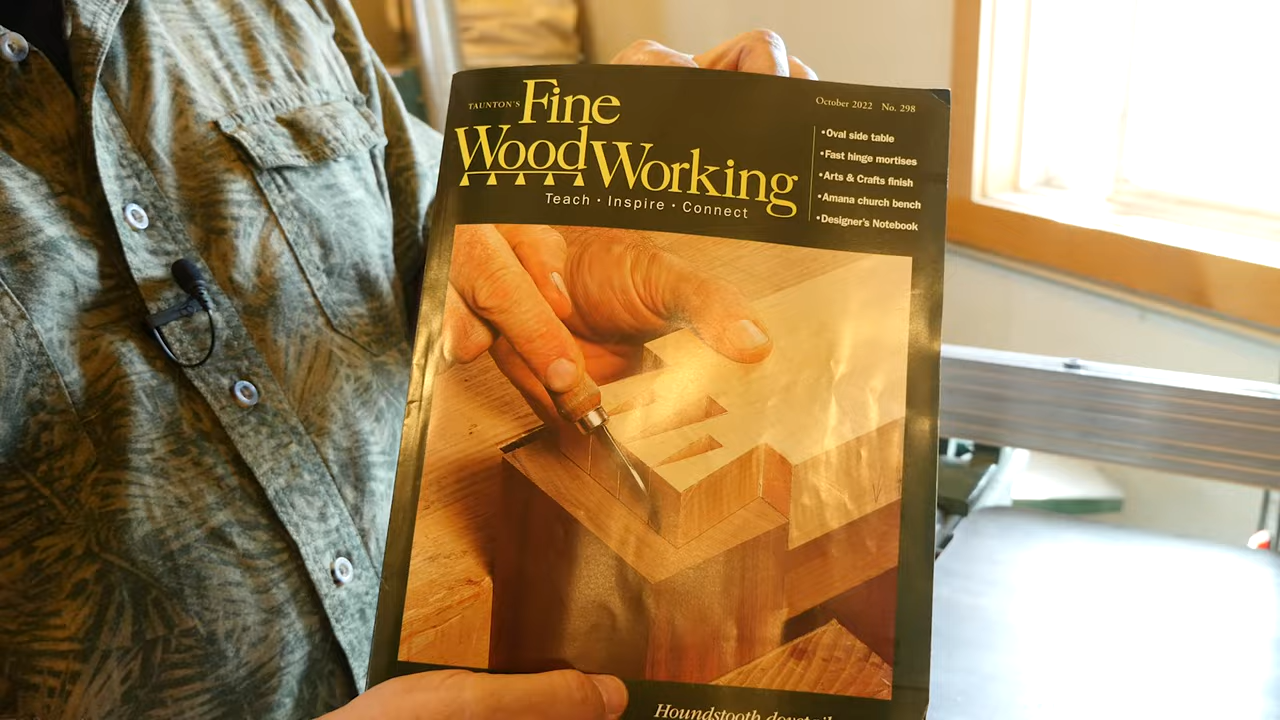 TAUNTON'S Fine
WoodWorking
Teach · Inspire · Connect
October 2022 No. 298
• Oval side table
• Fast hinge mortises
• Arts & Crafts finish
• Amana church bench
• Designer's Notebook
Houndstooth